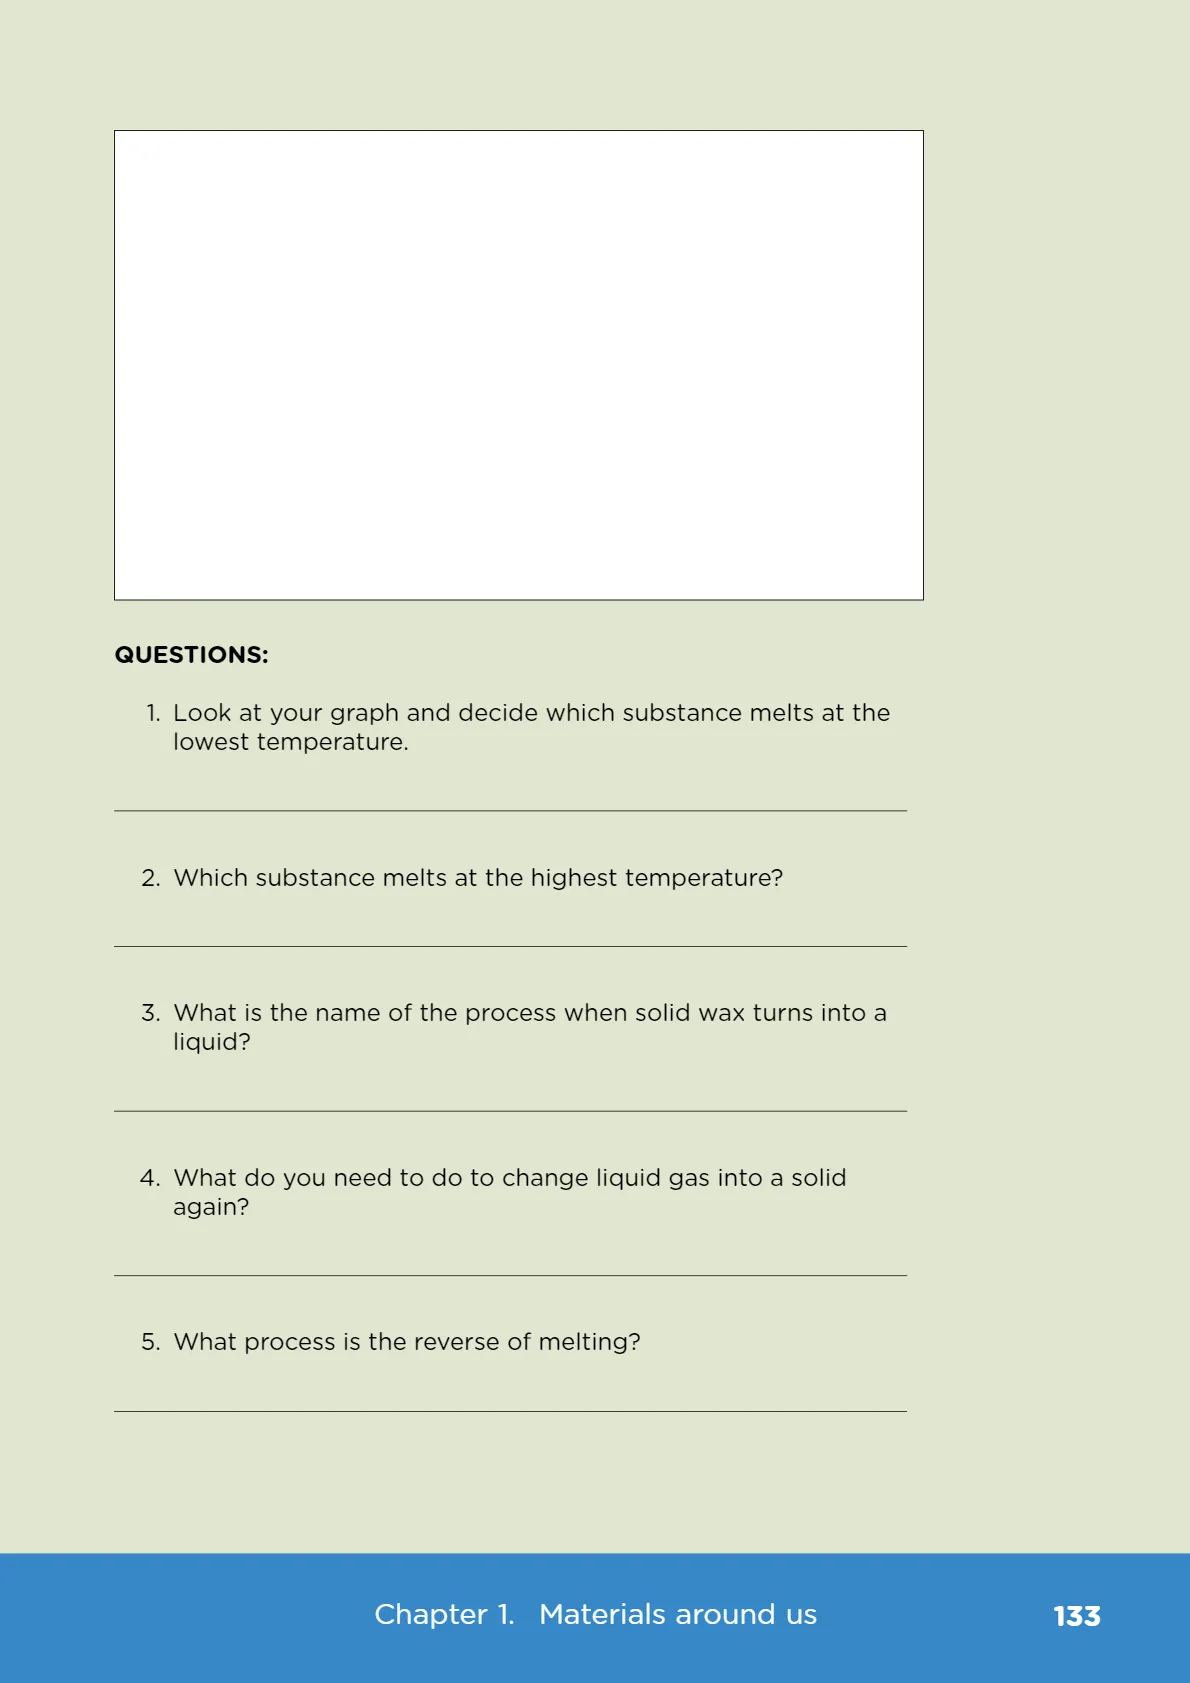 QUESTIONS:
1. Look at your graph and decide which substance melts at the
lowest temperature.
2. Which substance melts at the highest temperature?
3. What is the name of the process when solid wax turns into a
liquid?
4. What do you need to do to change liquid gas into a solid
again?
5. What process is the reverse of melting?
Chapter 1. Materials around us
133